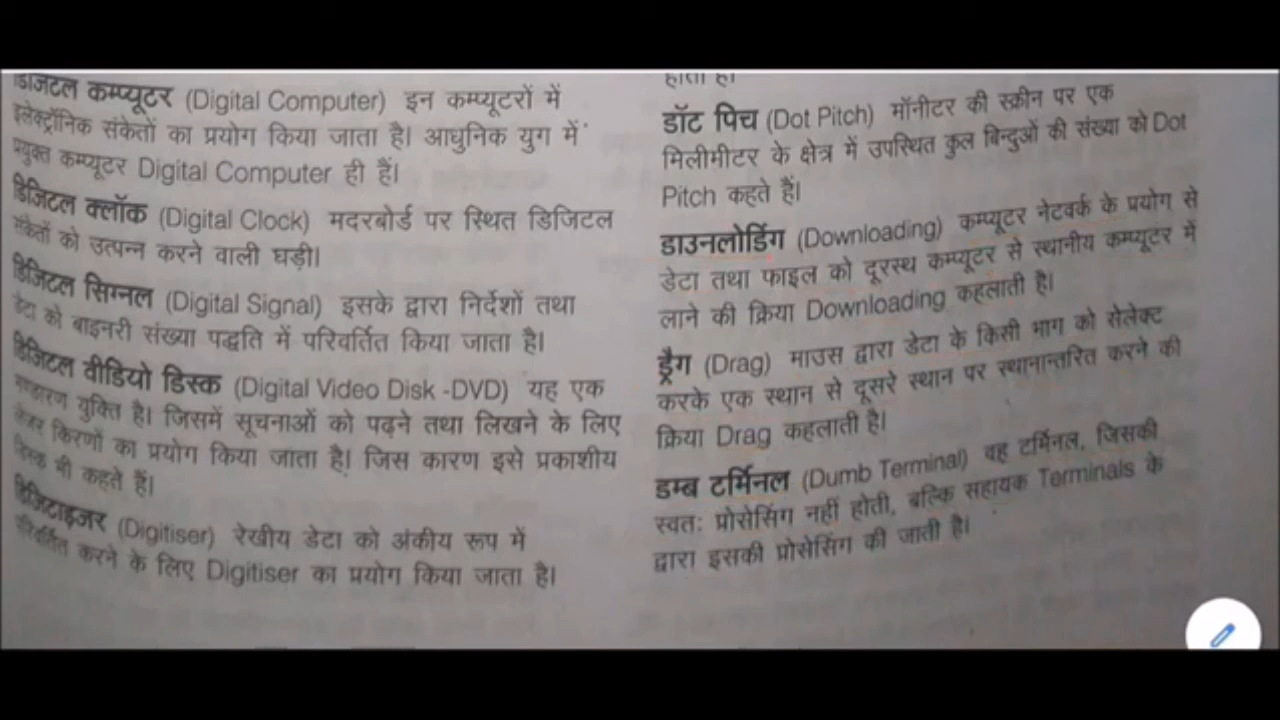 डिजिटल कम्प्यूटर (Digital Computer) इन कम्प्यूटरों में
इलेक्ट्रॉनिक संकेतों का प्रयोग किया जाता है। आधुनिक युग में
प्रयुक्त कम्प्यूटर Digital Computer ही हैं।
डिजिटल क्लॉक (Digital Clock) मदरबोर्ड पर स्थित डिजिटल
संकेतों को उत्पन्न करने वाली घड़ी।
डिजिटल सिग्नल (Digital Signal) इसके द्वारा निर्देशों तथा
डेटा को बाइनरी संख्या पद्धति में परिवर्तित किया जाता है।
डिजिटल वीडियो डिस्क (Digital Video Disk -DVD) यह एक
भण्डारण युक्ति है। जिसमें सूचनाओं को पढ़ने तथा लिखने के लिए
लेजर किरणों का प्रयोग किया जाता है। जिस कारण इसे प्रकाशीय
डिस्क भी कहते हैं।
डिजिटाइजर (Digitiser) रेखीय डेटा को अंकीय रूप में
परिवर्तित करने के लिए Digitiser का प्रयोग किया जाता है।
होता है।
डॉट पिच (Dot Pitch) मॉनीटर की स्क्रीन पर एक
मिलीमीटर के क्षेत्र में उपस्थित कुल बिन्दुओं की संख्या को Dot
Pitch कहते हैं।
डाउनलोडिंग (Downloading) कम्प्यूटर नेटवर्क के प्रयोग से
डेटा तथा फाइल को दूरस्थ कम्प्यूटर से स्थानीय कम्प्यूटर में
लाने की क्रिया Downloading कहलाती है।
ड्रैग (Drag) माउस द्वारा डेटा के किसी भाग को सेलेक्ट
करके एक स्थान से दूसरे स्थान पर स्थानान्तरित करने की
क्रिया Drag कहलाती है।
डम्ब टर्मिनल (Dumb Terminal) वह टर्मिनल, जिसकी
स्वतः प्रोसेसिंग नहीं होती, बल्कि सहायक Terminals के
द्वारा इसकी प्रोसेसिंग की जाती है।